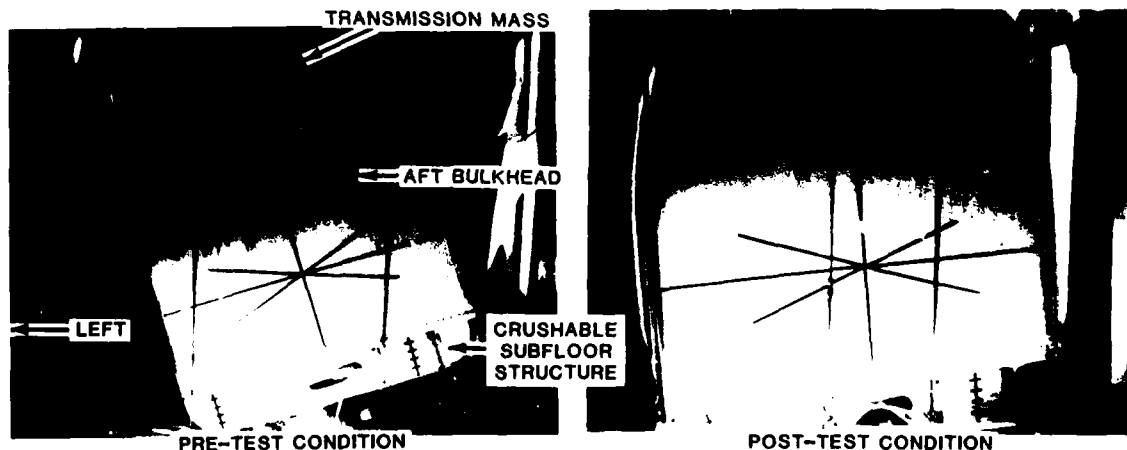 TRANSMISSION MASS
AFT BULKHEAD
LEFT
CRUSHABLE
SUBFLOOR
STRUCTURE
PRE-TEST CONDITION
POST-TEST CONDITION